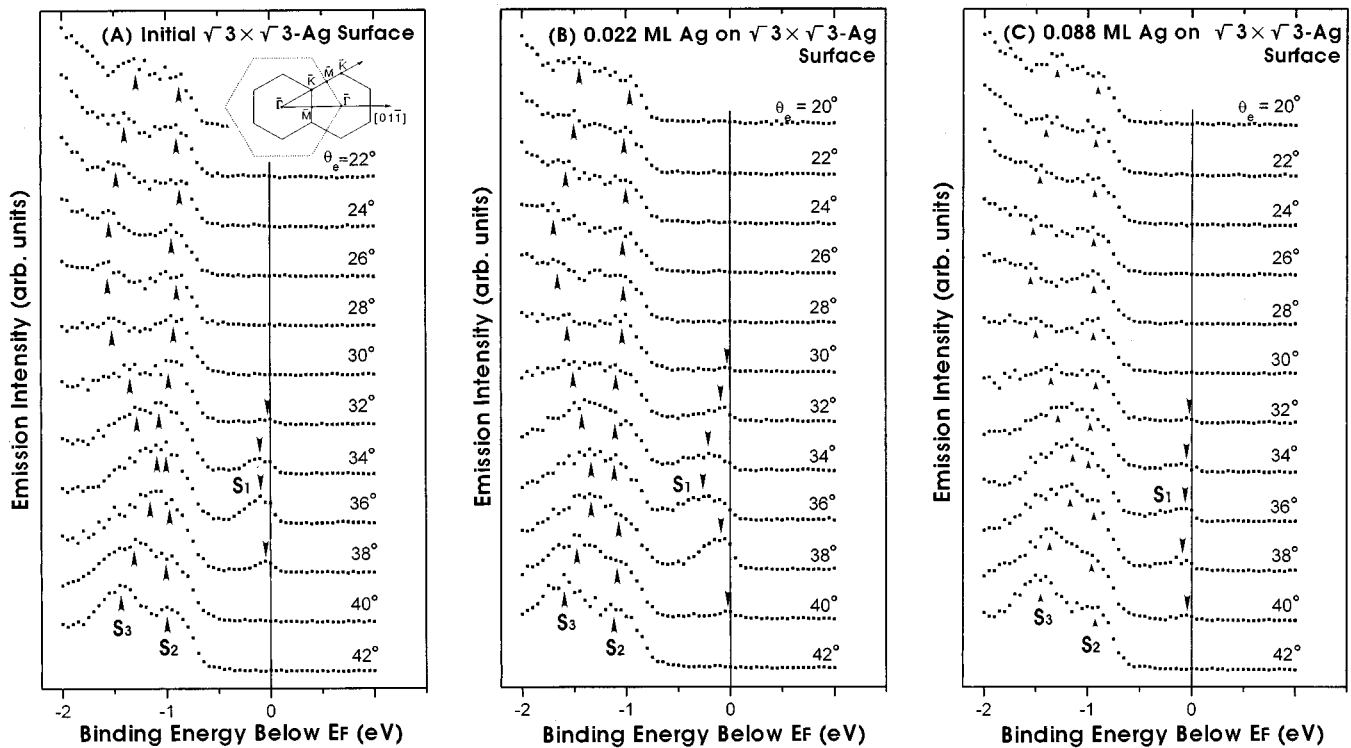 (A) Initial √3×√3-Ag Surface
K̄
M̄
K̄
Γ̄
Γ̄
M̄
[011̄]
θe=22°
24°
26°
28°
30°
32°
34°
S1
36°
38°
40°
S3
S2
42°
-2
-1
0
Binding Energy Below EF (eV)
Emission Intensity (arb. units)
(B) 0.022 ML Ag on √3×√3-Ag
Surface
θe=20°
22°
24°
26°
28°
30°
32°
34°
S1
36°
38°
40°
S3
S2
42°
-2
-1
0
Binding Energy Below EF (eV)
Emission Intensity (arb. units)
(C) 0.088 ML Ag on √3×√3-Ag
Surface
θe=20°
22°
24°
26°
28°
30°
32°
34°
S1
36°
38°
40°
S3
S2
42°
-2
-1
0
Binding Energy Below EF (eV)
Emission Intensity (arb. units)